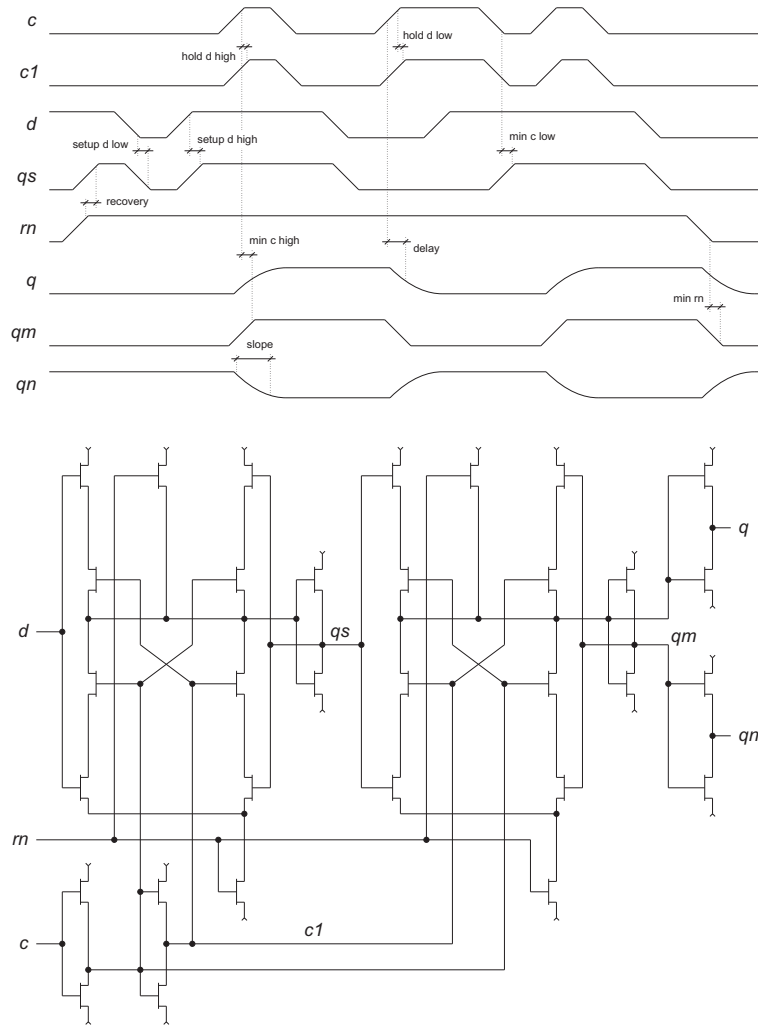 c
hold d low
hold d high
c1
d
setup d low
setup d high
min c low
qs
recovery
rn
min c high
delay
q
min rn
qm
slope
qn
q
d
qs
qm
qn
rn
c1
c